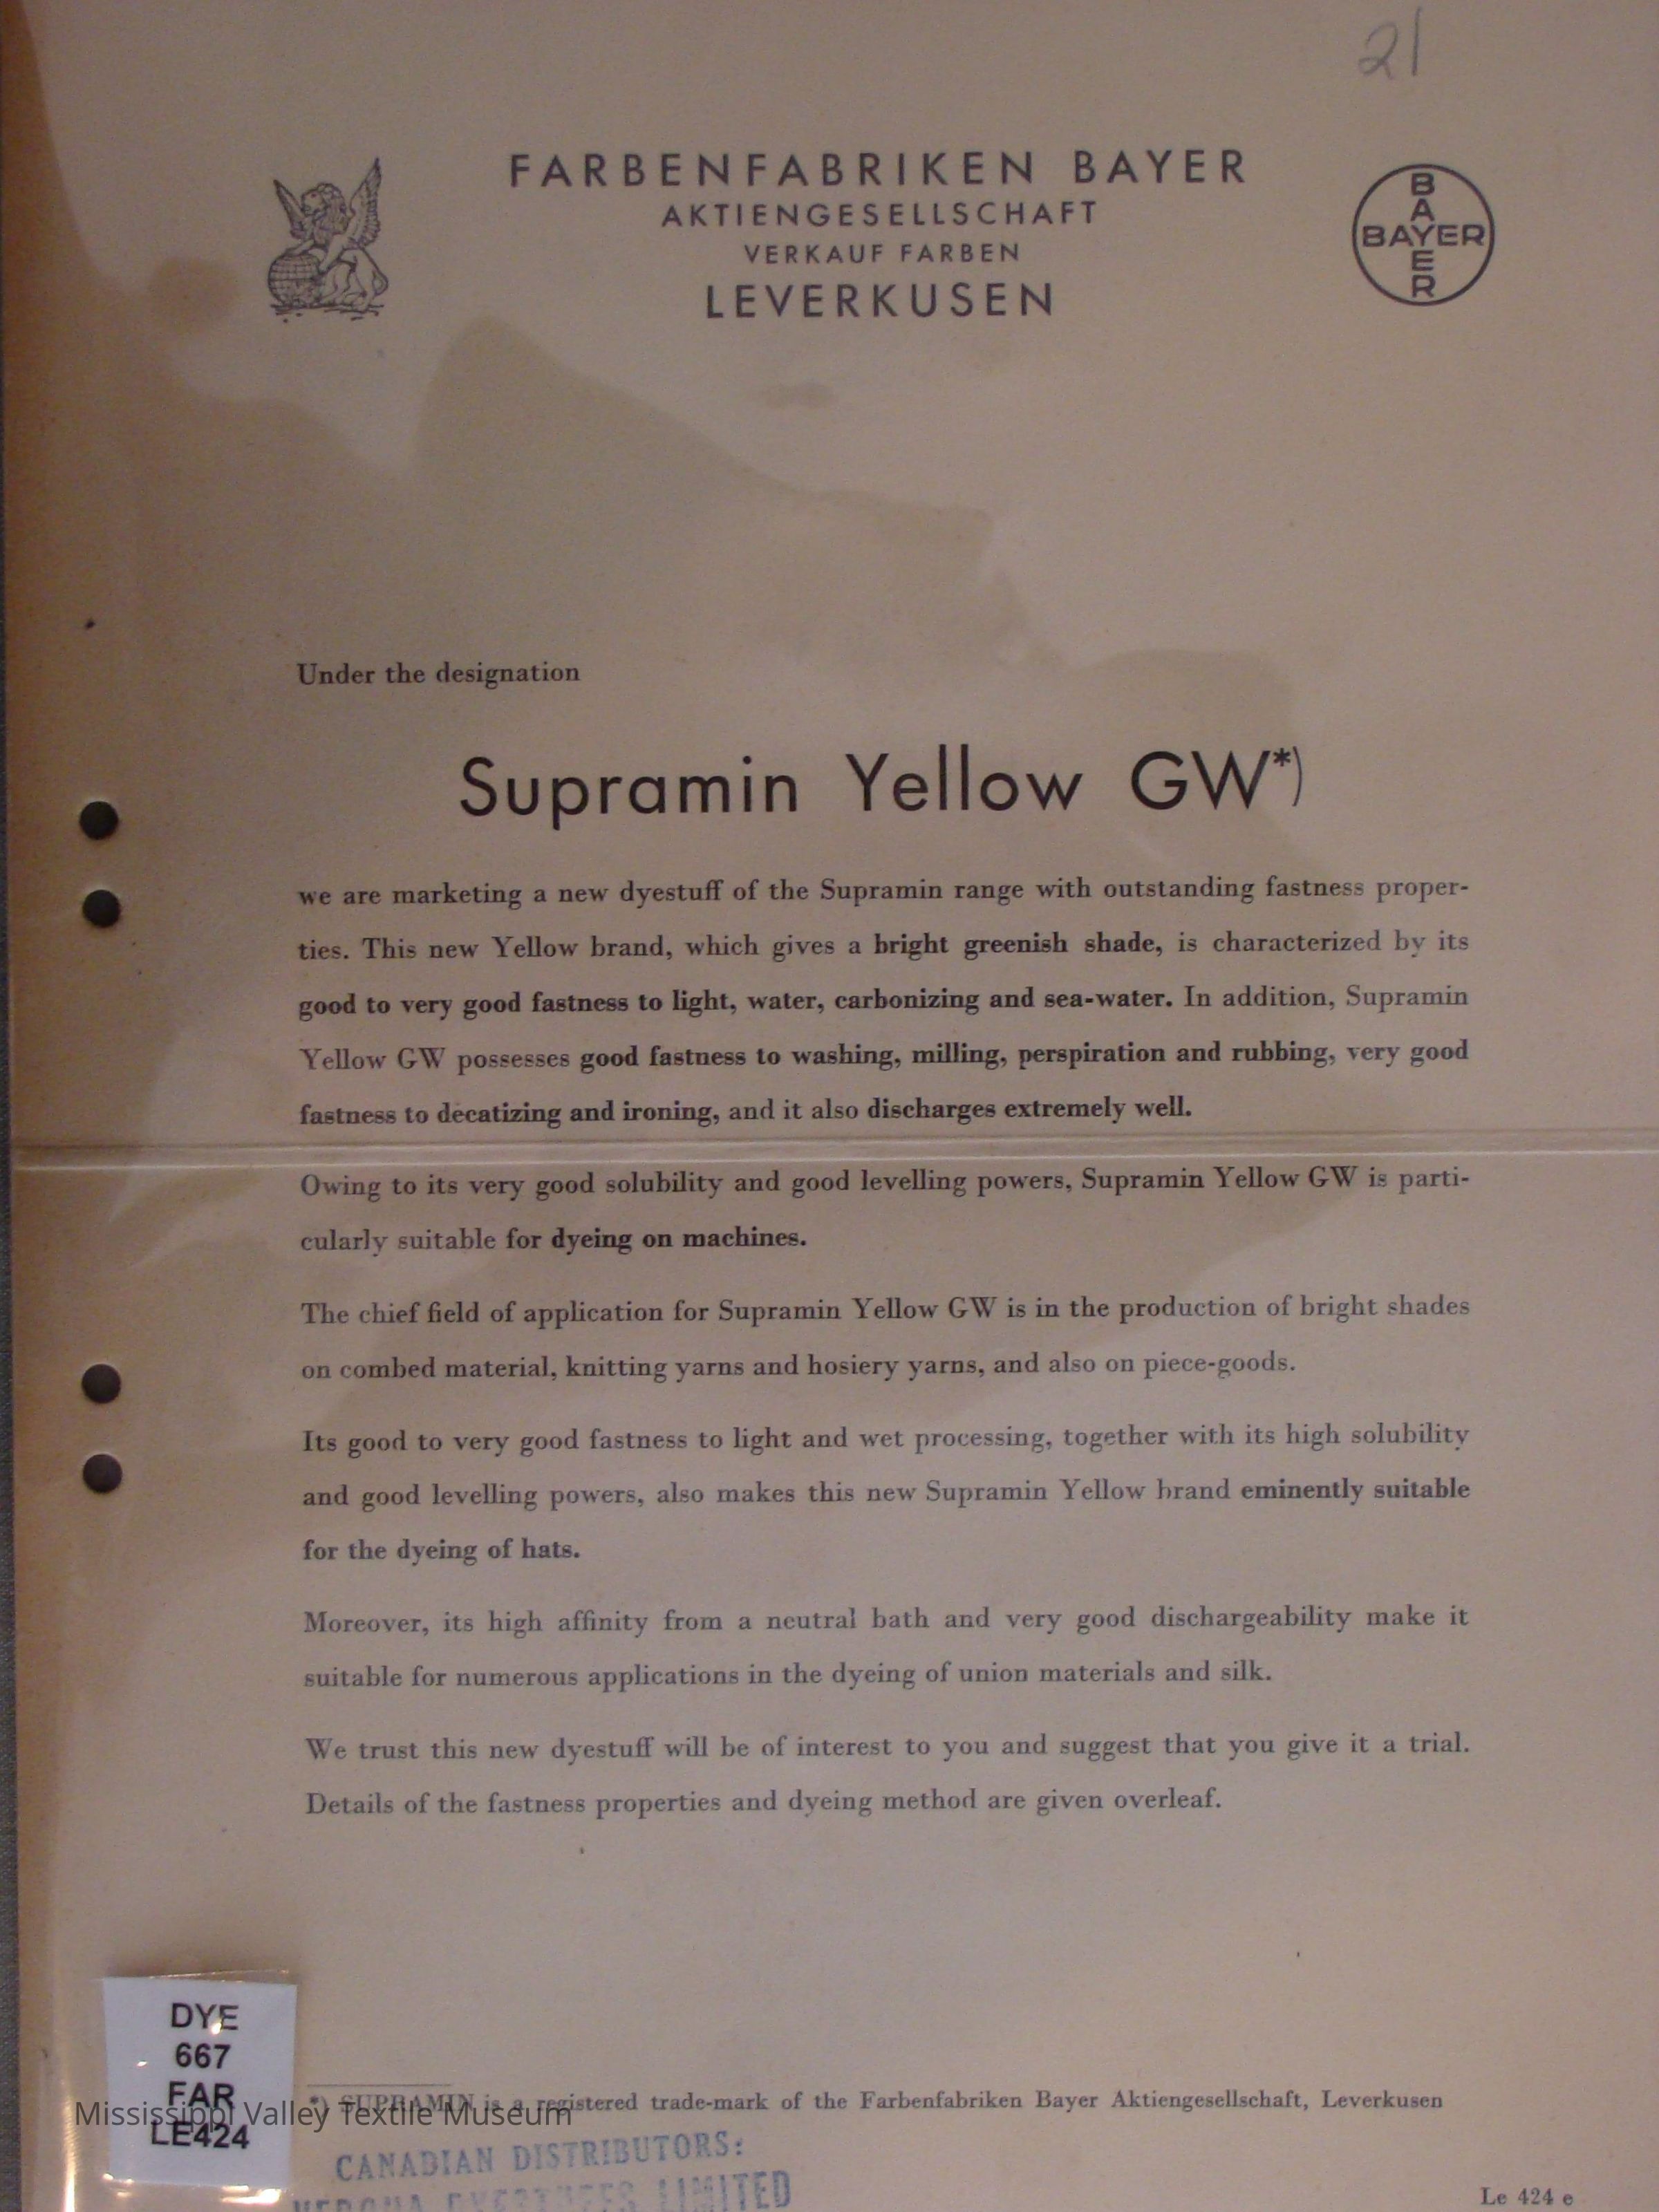 21
FARBENFABRIKEN BAYER
AKTIENGESELLSCHAFT
VERKAUF FARBEN
LEVERKUSEN
BAYER
BAYER
Under the designation
Supramin Yellow GW*)
we are marketing a new dyestuff of the Supramin range with outstanding fastness proper-
ties. This new Yellow brand, which gives a bright greenish shade, is characterized by its
good to very good fastness to light, water, carbonizing and sea-water. In addition, Supramin
Yellow GW possesses good fastness to washing, milling, perspiration and rubbing, very good
fastness to decatizing and ironing, and it also discharges extremely well.
Owing to its very good solubility and good levelling powers, Supramin Yellow GW is parti-
cularly suitable for dyeing on machines.
The chief field of application for Supramin Yellow GW is in the production of bright shades
on combed material, knitting yarns and hosiery yarns, and also on piece-goods.
Its good to very good fastness to light and wet processing, together with its high solubility
and good levelling powers, also makes this new Supramin Yellow brand eminently suitable
for the dyeing of hats.
Moreover, its high affinity from a neutral bath and very good dischargeability make it
suitable for numerous applications in the dyeing of union materials and silk.
We trust this new dyestuff will be of interest to you and suggest that you give it a trial.
Details of the fastness properties and dyeing method are given overleaf.
DYE
667
FAR
LE424
*) SUPRAMIN is a registered trade-mark of the Farbenfabriken Bayer Aktiengesellschaft, Leverkusen
Mississippi Valley Textile Museum
CANADIAN DISTRIBUTORS:
LIMITED
Le 424 e